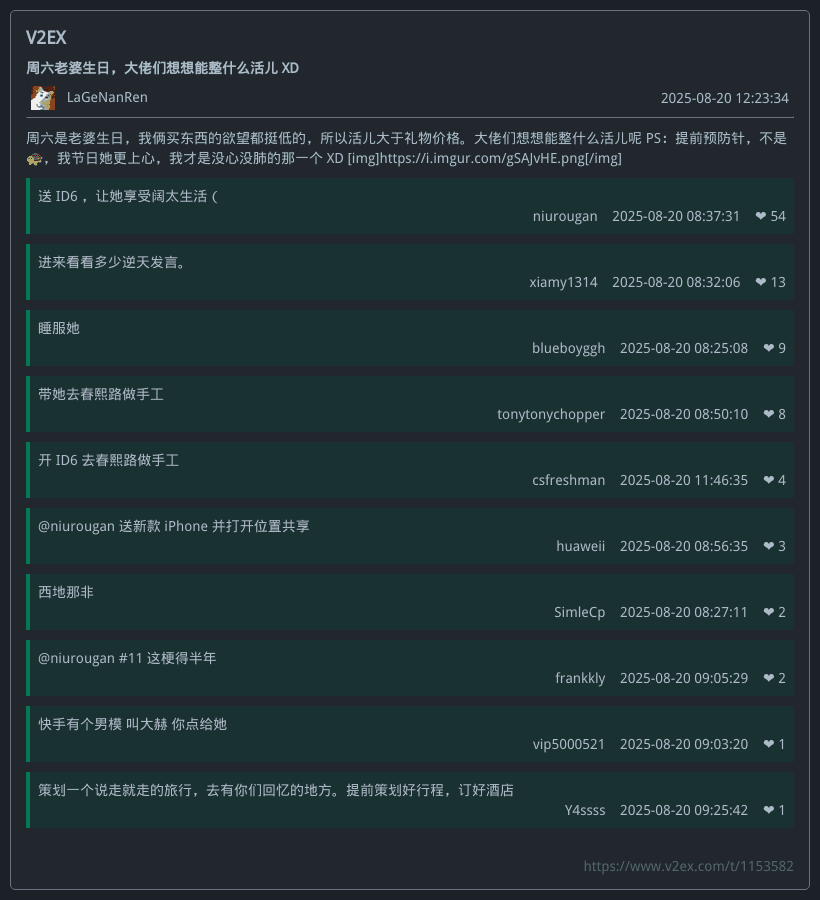 V2EX
周六老婆生日，大佬们想想能整什么活儿 XD
LaGeNanRen
2025-08-20 12:23:34
周六是老婆生日，我俩买东西的欲望都挺低的，所以活儿大于礼物价格。大佬们想想能整什么活儿呢 PS：提前预防针，不是
🐢，我节日她更上心，我才是没心没肺的那一个 XD [img]https://i.imgur.com/gSAJvHE.png[/img]
送 ID6 ，让她享受阔太生活（
niurougan 2025-08-20 08:37:31 ❤ 54
进来看看多少逆天发言。
xiamy1314 2025-08-20 08:32:06 ❤ 13
睡服她
blueboyggh 2025-08-20 08:25:08 ❤ 9
带她去春熙路做手工
tonytonychopper 2025-08-20 08:50:10 ❤ 8
开 ID6 去春熙路做手工
csfreshman 2025-08-20 11:46:35 ❤ 4
@niurougan 送新款 iPhone 并打开位置共享
huaweii 2025-08-20 08:56:35 ❤ 3
西地那非
SimleCp 2025-08-20 08:27:11 ❤ 2
@niurougan #11 这梗得半年
frankkly 2025-08-20 09:05:29 ❤ 2
快手有个男模 叫大赫 你点给她
vip5000521 2025-08-20 09:03:20 ❤ 1
策划一个说走就走的旅行，去有你们回忆的地方。提前策划好行程，订好酒店
Y4ssss 2025-08-20 09:25:42 ❤ 1
https://www.v2ex.com/t/1153582